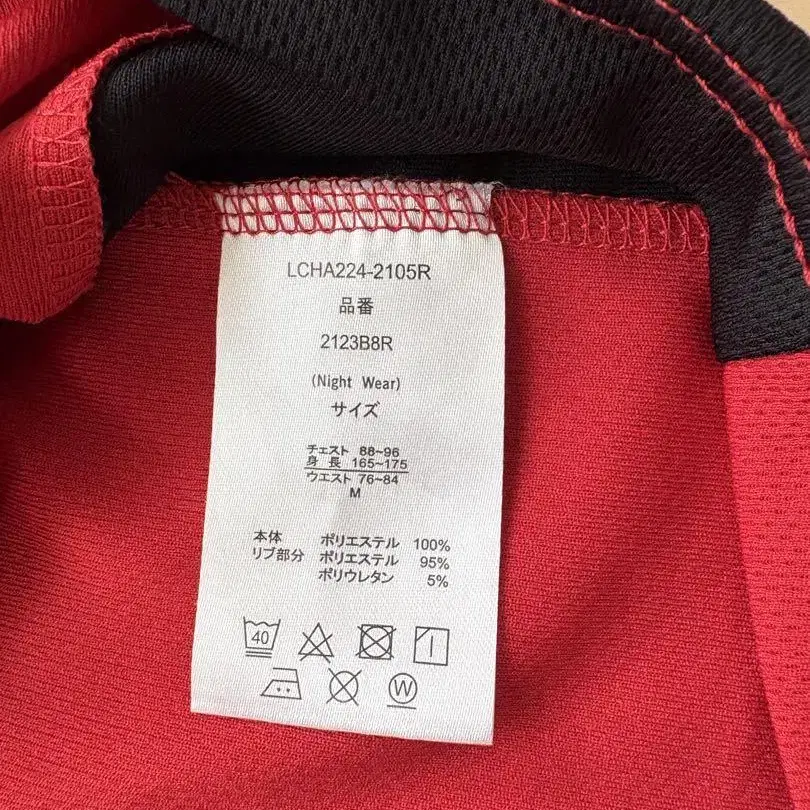 LCHA224-2105R
品番
2123B8R
(Night Wear)
サイズ
チェスト 88~96
身長 165~175
ウエスト 76~84
M
本体 ポリエステル 100%
リブ部分 ポリエステル 95%
ポリウレタン 5%
40
W